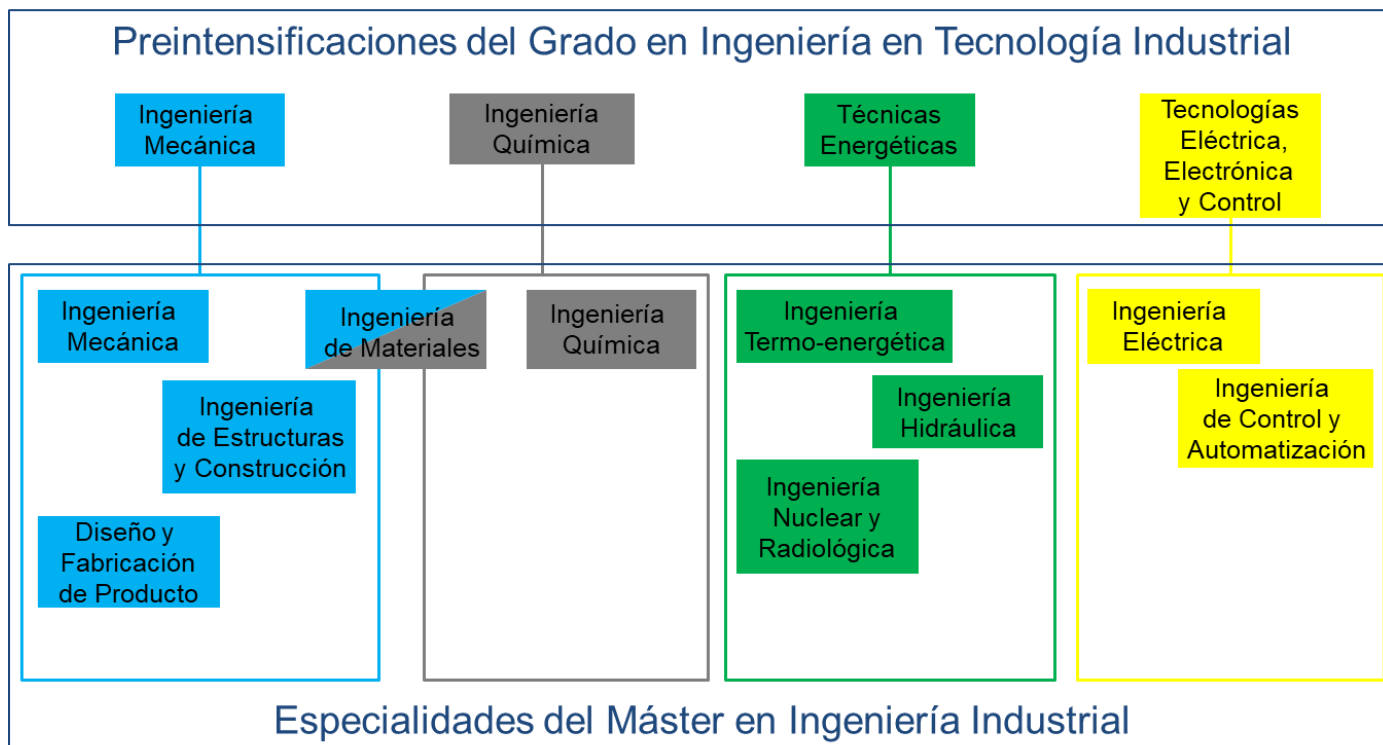 Preintensificaciones del Grado en Ingeniería en Tecnología Industrial
Ingeniería
Mecánica
Ingeniería
Química
Técnicas
Energéticas
Tecnologías
Eléctrica,
Electrónica
y Control
Ingeniería
Mecánica
Ingeniería
de Materiales
Ingeniería
de Estructuras
y Construcción
Diseño y
Fabricación
de Producto
Ingeniería
Química
Ingeniería
Termo-energética
Ingeniería
Hidráulica
Ingeniería
Nuclear y
Radiológica
Ingeniería
Eléctrica
Ingeniería
de Control y
Automatización
Especialidades del Máster en Ingeniería Industrial